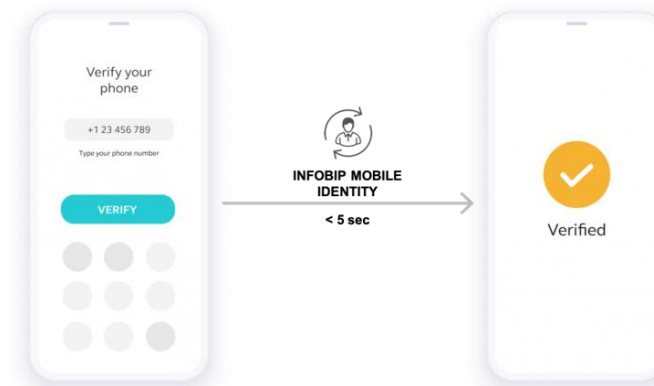 Verify your
phone
+1 23 456 789
Type your phone number
VERIFY
INFOBIP MOBILE
IDENTITY
< 5 sec
Verified